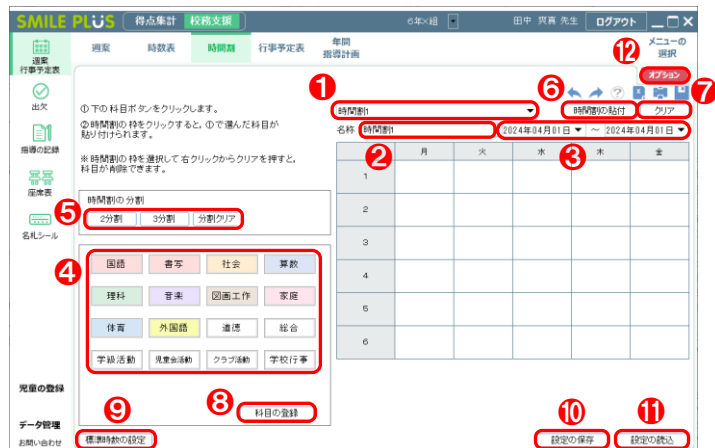 SMILE PLUS 得点集計 校務支援 6年×組 田中 先生 ログアウト
週案 行事予定表
週案 時数表 時間割 行事予定表 年間 指導計画 メニューの 選択
⑫
オプション
出欠
指導の記録
座席表
名札シール
児童の登録
データ管理
お問い合わせ
①下の科目ボタンをクリックします。
②時間割の枠をクリックすると、①で選んだ科目が
貼り付けられます。
※時間割の枠を選択して右クリックからクリアを押すと、
科目が削除できます。
① ⑥ ⑦
時間割1 時間割の貼付 クリア
名称 時間割1 2024年04月01日 ～ 2024年04月01日
② ③
月 火 水 木 金
1
2
3
4
5
6
時間割の分割
⑤
2分割 3分割 分割クリア
④
国語 書写 社会 算数
理科 音楽 図画工作 家庭
体育 外国語 道徳 総合
学級活動 児童会活動 クラブ活動 学校行事
⑧
科目の登録
⑨
標準時数の設定
⑩ ⑪
設定の保存 設定の読込